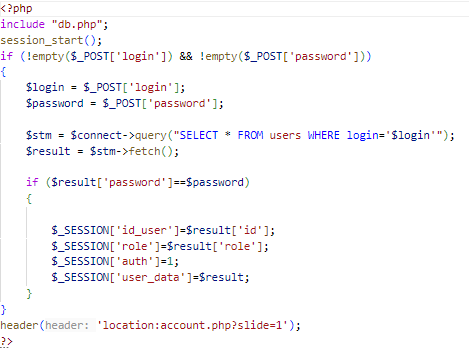 <?php
include "db.php";
session_start();
if (!empty($_POST['login']) && !empty($_POST['password']))
{
    $login = $_POST['login'];
    $password = $_POST['password'];

    $stm = $connect->query("SELECT * FROM users WHERE login='$login'");
    $result = $stm->fetch();

    if ($result['password']==$password)
    {

        $_SESSION['id_user']=$result['id'];
        $_SESSION['role']=$result['role'];
        $_SESSION['auth']=1;
        $_SESSION['user_data']=$result;
    }
}
header(header: 'location:account.php?slide=1');
?>